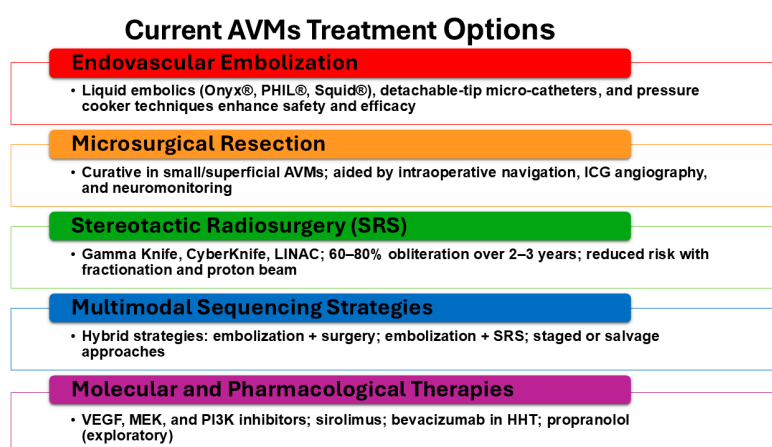 Current AVMs Treatment Options
Endovascular Embolization
• Liquid embolics (Onyx®, PHIL®, Squid®), detachable-tip micro-catheters, and pressure
cooker techniques enhance safety and efficacy
Microsurgical Resection
• Curative in small/superficial AVMs; aided by intraoperative navigation, ICG angiography,
and neuromonitoring
Stereotactic Radiosurgery (SRS)
• Gamma Knife, CyberKnife, LINAC; 60–80% obliteration over 2–3 years; reduced risk with
fractionation and proton beam
Multimodal Sequencing Strategies
• Hybrid strategies: embolization + surgery; embolization + SRS; staged or salvage
approaches
Molecular and Pharmacological Therapies
• VEGF, MEK, and PI3K inhibitors; sirolimus; bevacizumab in HHT; propranolol
(exploratory)